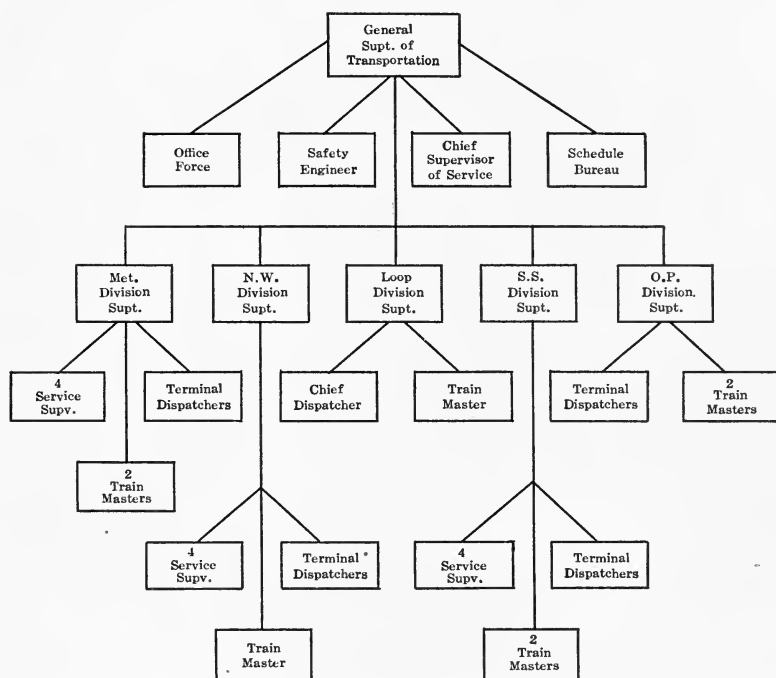 General
Supt. of
Transportation
Office
Force
Safety
Engineer
Chief
Supervisor
of Service
Schedule
Bureau
Met.
Division
Supt.
N.W.
Division
Supt.
Loop
Division
Supt.
S.S.
Division
Supt.
O.P.
Division.
Supt.
4
Service
Supv.
Terminal
Dispatchers
2
Train
Masters
Chief
Dispatcher
Train
Master
Terminal
Dispatchers
2
Train
Masters
4
Service
Supv.
Terminal
Dispatchers
Train
Master
4
Service
Supv.
Terminal
Dispatchers
2
Train
Masters